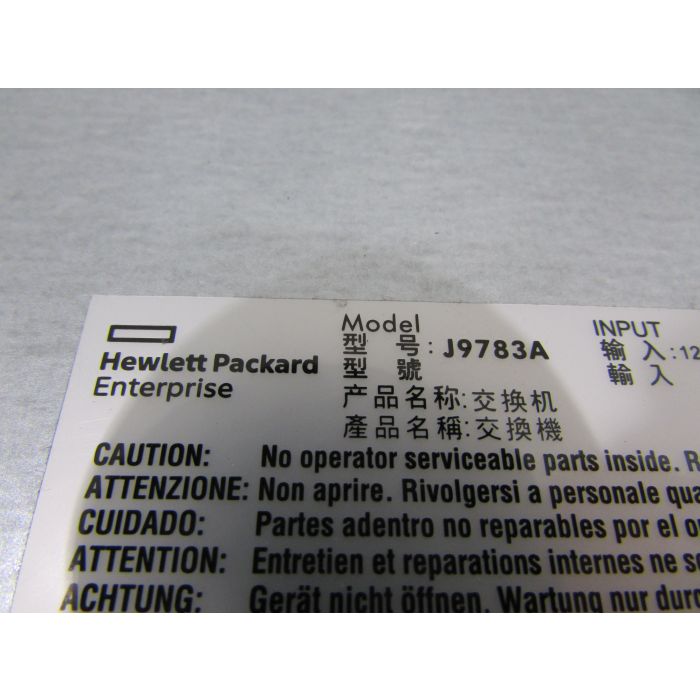 Hewlett Packard
Enterprise
Model
型 号: J9783A
型 號
产品名称: 交换机
產品名稱: 交換機
INPUT
输 入: 12
輸 入
CAUTION: No operator serviceable parts inside. R
ATTENZIONE: Non aprire. Rivolgersi a personale qua
CUIDADO: Partes adentro no reparables por el o
ATTENTION: Entretien et reparations internes ne so
ACHTUNG: Gerät nicht öffnen. Wartung nur durc